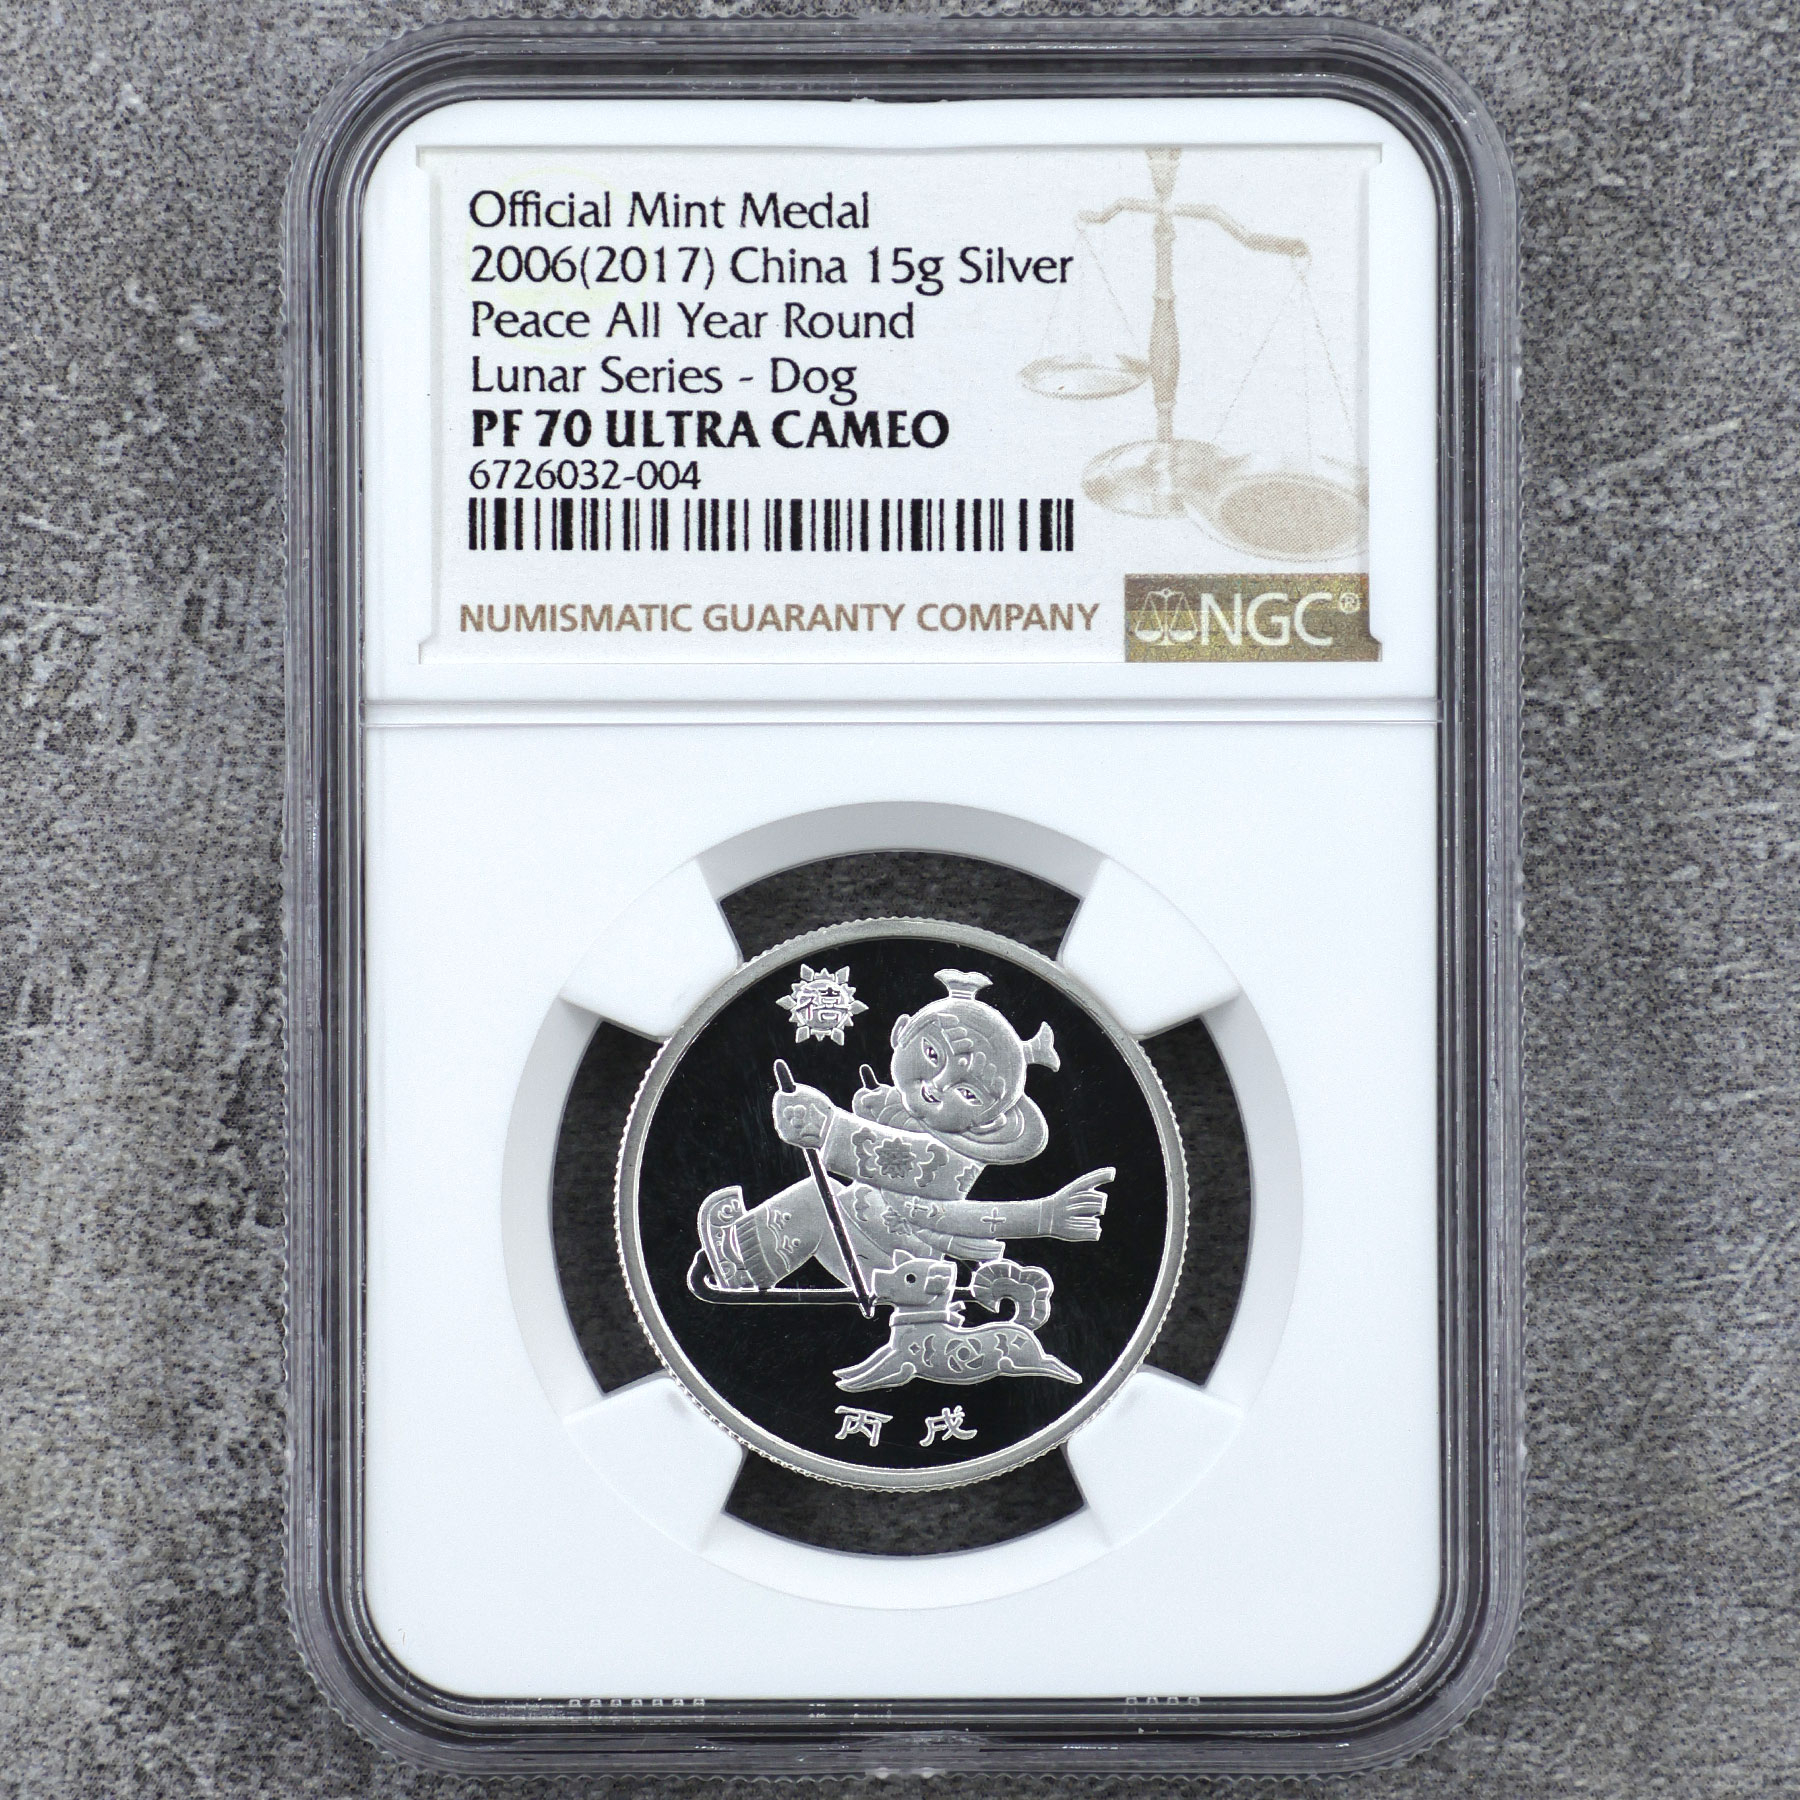 Official Mint Medal
2006(2017) China 15g Silver
Peace All Year Round
Lunar Series - Dog
PF 70 ULTRA CAMEO
6726032-004
NUMISMATIC GUARANTY COMPANY
NGC®
禧
丙戌